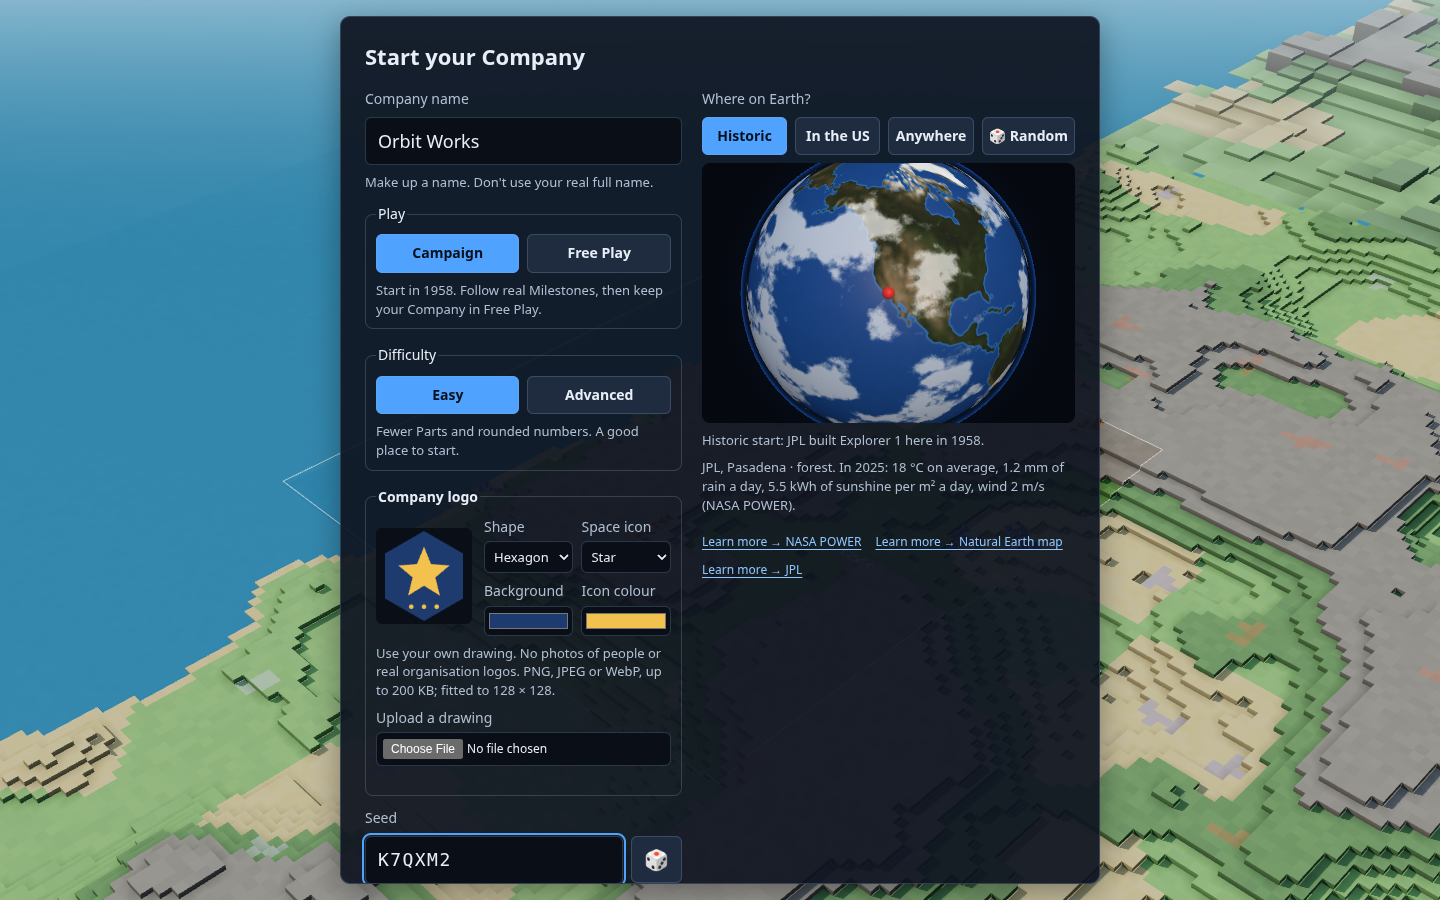 Start your Company
Company name
Orbit Works
Make up a name. Don't use your real full name.
Play
Campaign
Free Play
Start in 1958. Follow real Milestones, then keep
your Company in Free Play.
Difficulty
Easy
Advanced
Fewer Parts and rounded numbers. A good
place to start.
Company logo
Shape
Space icon
Hexagon
Star
Background
Icon colour
Use your own drawing. No photos of people or
real organisation logos. PNG, JPEG or WebP, up
to 200 KB; fitted to 128 × 128.
Upload a drawing
Choose File No file chosen
Seed
K7QXM2
Where on Earth?
Historic
In the US
Anywhere
🎲 Random
Historic start: JPL built Explorer 1 here in 1958.
JPL, Pasadena · forest. In 2025: 18 °C on average, 1.2 mm of
rain a day, 5.5 kWh of sunshine per m² a day, wind 2 m/s
(NASA POWER).
Learn more → NASA POWER
Learn more → Natural Earth map
Learn more → JPL